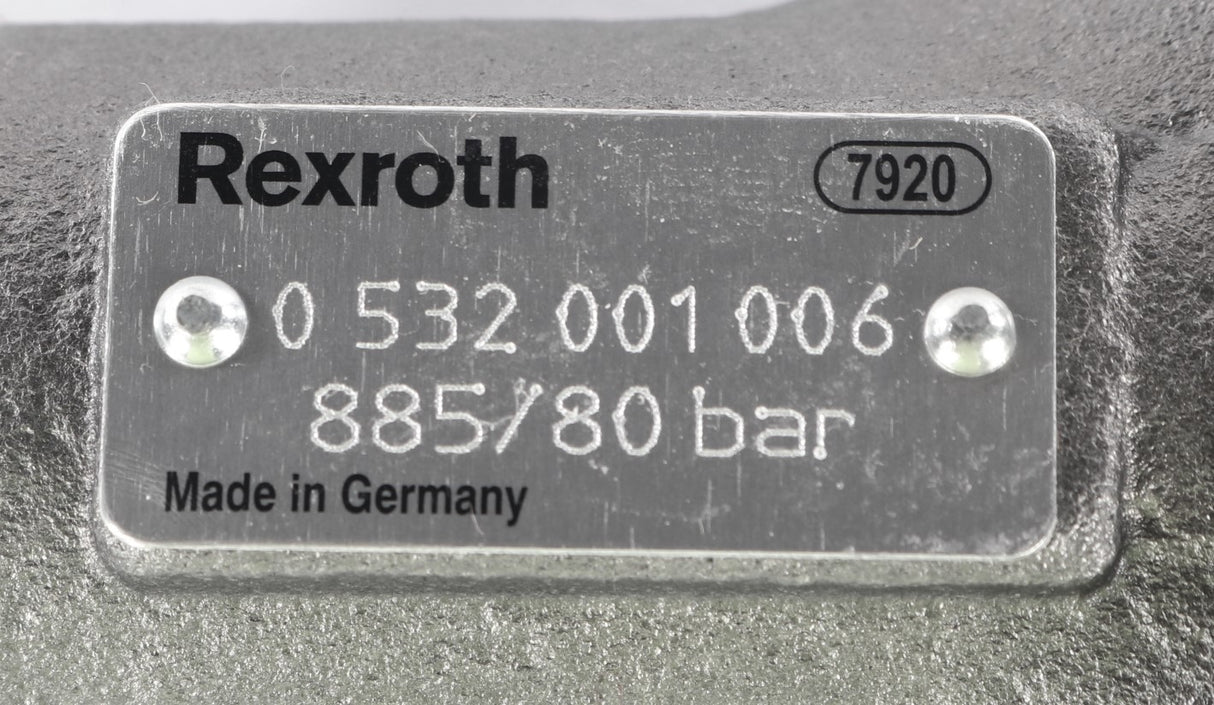 Rexroth 7920
0 532 001 006
885/80 bar
Made in Germany